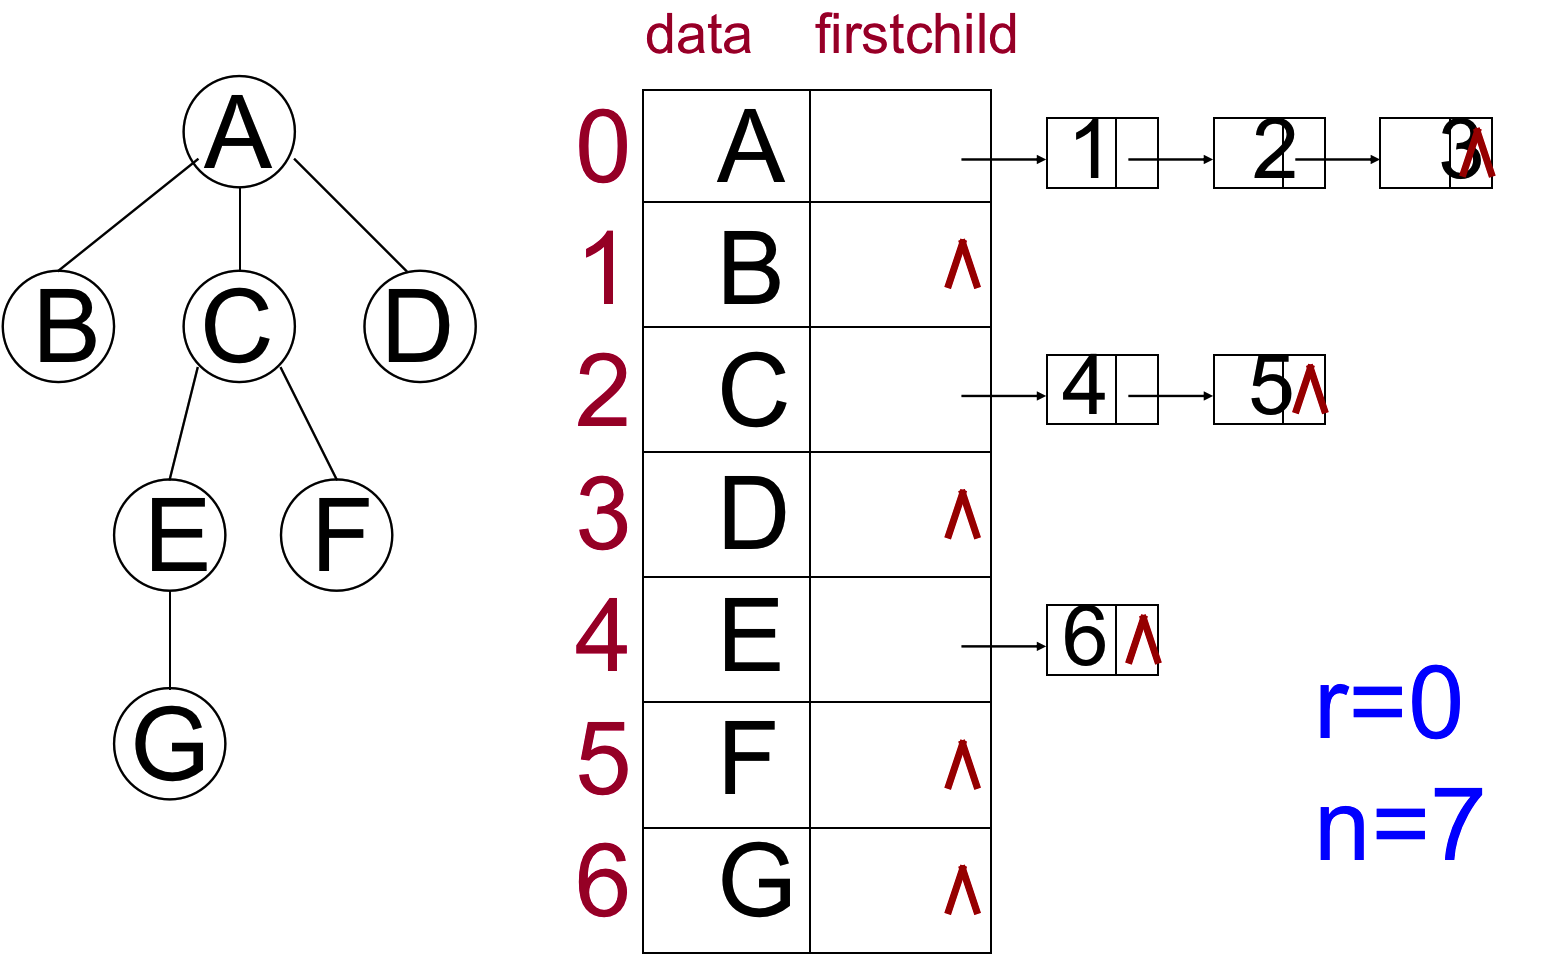 data firstchild
A
B C D
E F
G
0 A 1 2 3 ∧
1 B ∧
2 C 4 5 ∧
3 D ∧
4 E 6 ∧
5 F ∧
6 G ∧
r=0
n=7